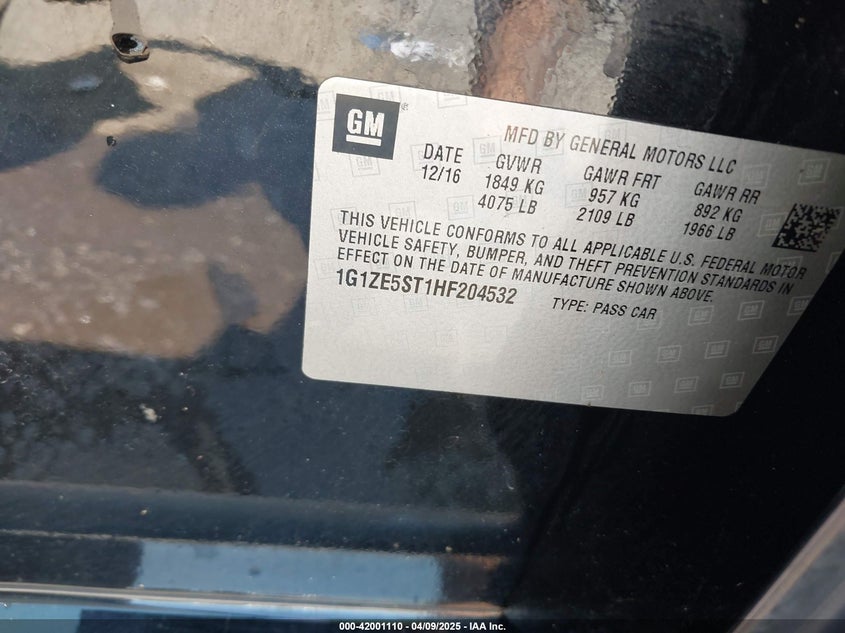 GM
MFD BY GENERAL MOTORS LLC
DATE GVWR GAWR FRT GAWR RR
12/16 1849 KG 957 KG 892 KG
4075 LB 2109 LB 1966 LB
THIS VEHICLE CONFORMS TO ALL APPLICABLE U.S. FEDERAL MOTOR
VEHICLE SAFETY, BUMPER, AND THEFT PREVENTION STANDARDS IN
EFFECT ON THE DATE OF MANUFACTURE SHOWN ABOVE.
1G1ZE5ST1HF204532 TYPE: PASS CAR
000-42001110 - 04/09/2025 - IAA Inc.